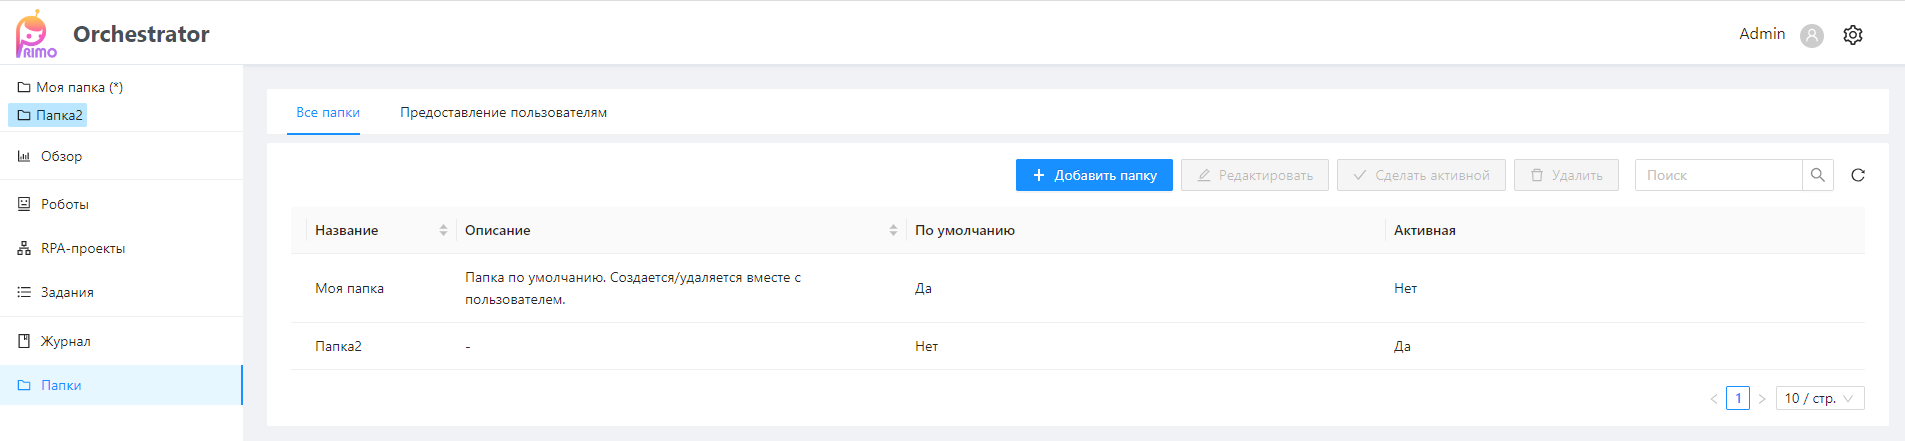 PRIMO
Orchestrator
Admin
Моя папка (*)
Папка2
Обзор
Роботы
RPA-проекты
Задания
Журнал
Папки
Все папки
Предоставление пользователям
Добавить папку
Редактировать
Сделать активной
Удалить
Поиск
Название
Описание
По умолчанию
Активная
Моя папка
Папка по умолчанию. Создается/удаляется вместе с
пользователем.
Да
Нет
Папка2
-
Нет
Да
1
10 / стр.